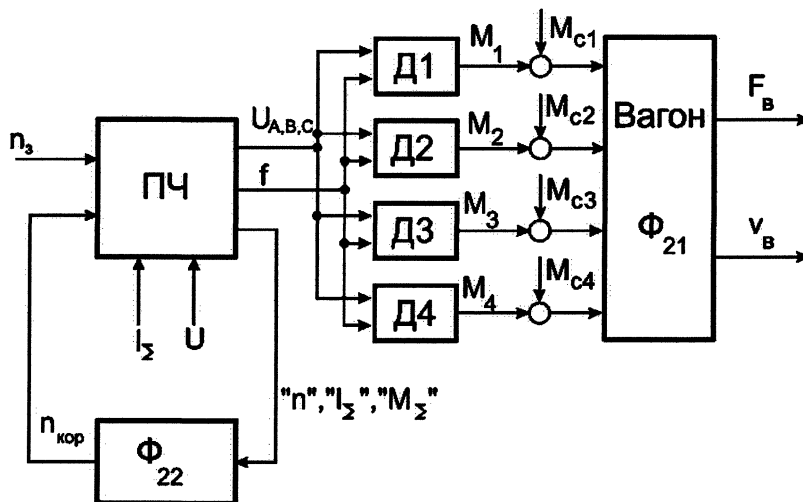 n₃
ПЧ
U_A,B,C
f
I_Σ
U
"n","I_Σ","M_Σ"
n_кор
Ф₂₂
Д1
M₁
M_c1
Д2
M₂
M_c2
Д3
M₃
M_c3
Д4
M₄
M_c4
Вагон
Ф₂₁
F_В
v_В